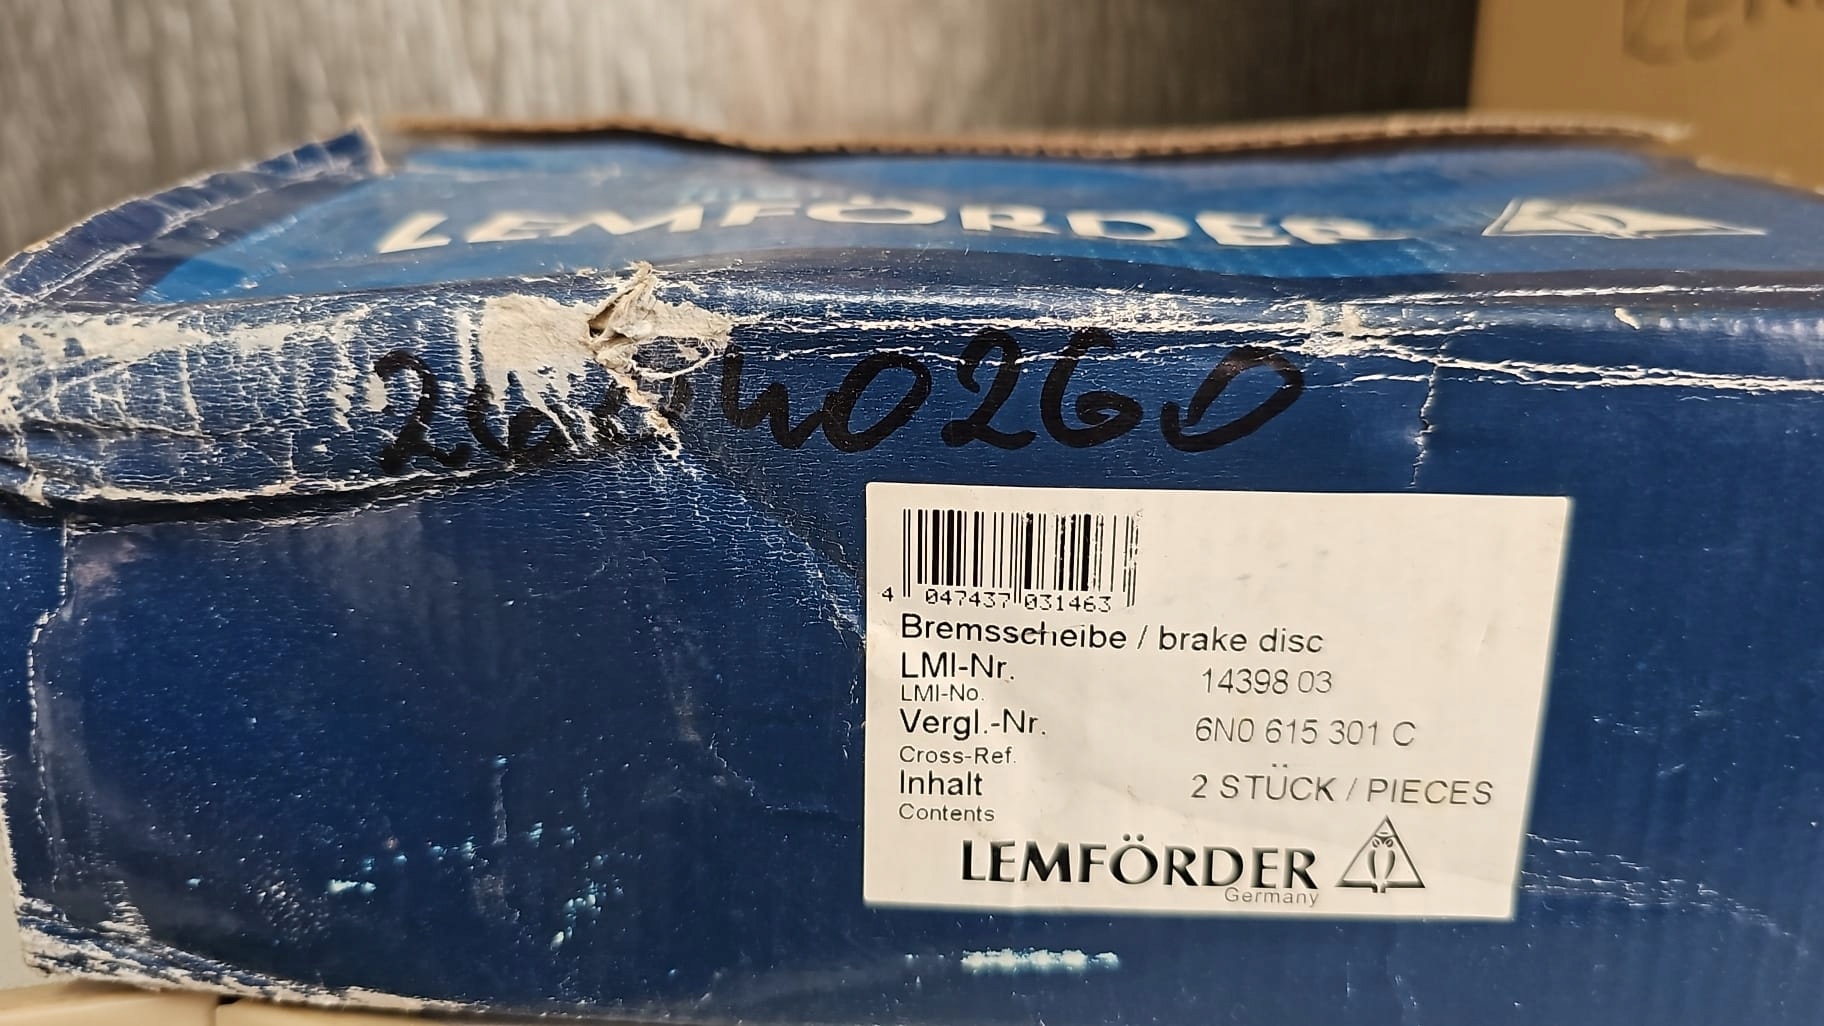 LEMFÖRDER
4 047437 031463
Bremsscheibe / brake disc
LMI-Nr. 14398 03
LMI-No.
Vergl.-Nr. 6N0 615 301 C
Cross-Ref.
Inhalt 2 STÜCK / PIECES
Contents
LEMFÖRDER
Germany